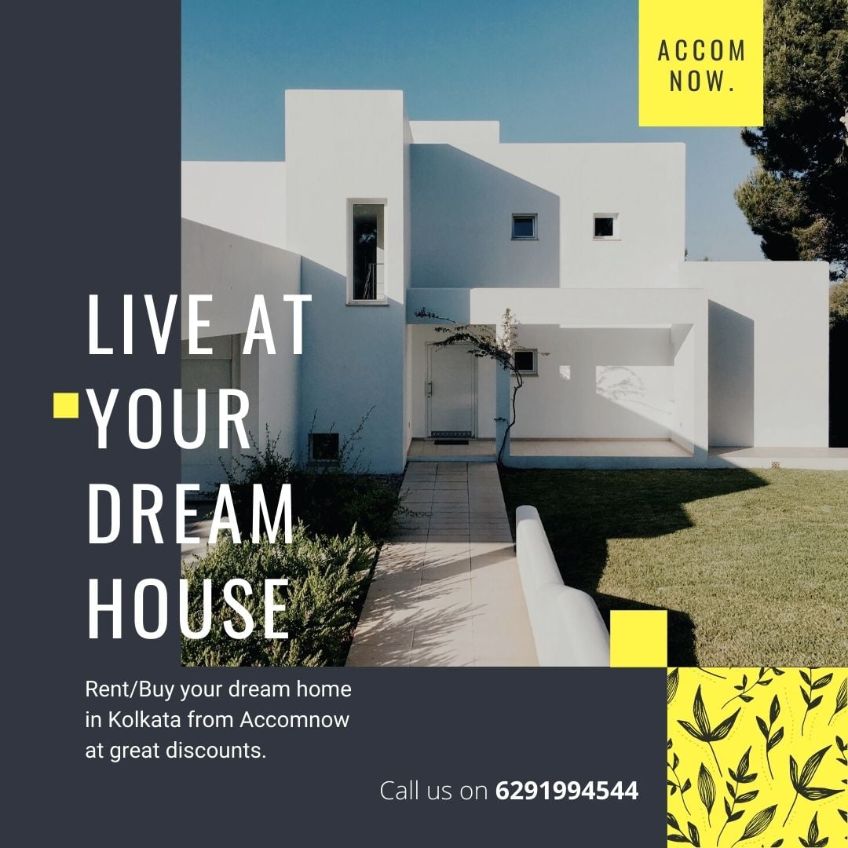 ACCOM
NOW.
LIVE AT
YOUR
DREAM
HOUSE
Rent/Buy your dream home
in Kolkata from Accomnow
at great discounts.
Call us on 6291994544